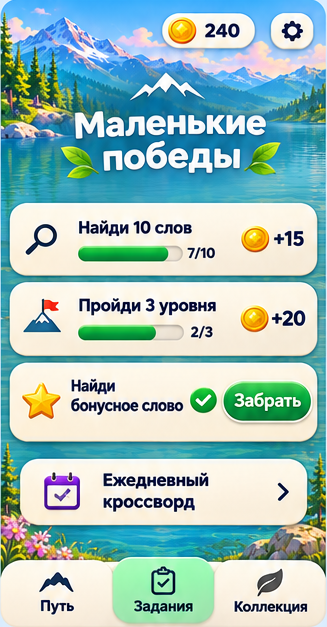 240
Маленькие
победы
Найди 10 слов
7/10
+15
Пройди 3 уровня
2/3
+20
Найди
бонусное слово
Забрать
Ежедневный
кроссворд
Путь
Задания
Коллекция